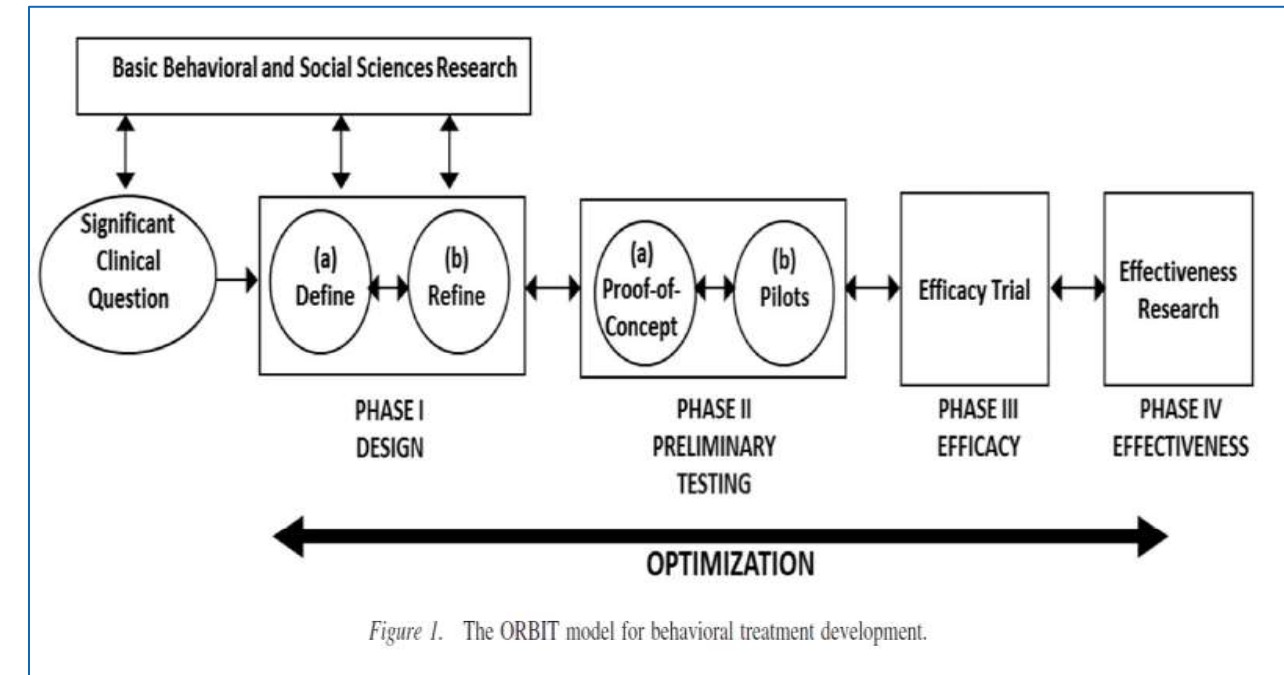 Basic Behavioral and Social Sciences Research
Significant
Clinical
Question
(a)
Define
(b)
Refine
(a)
Proof-of-
Concept
(b)
Pilots
Efficacy Trial
Effectiveness
Research
PHASE I
DESIGN
PHASE II
PRELIMINARY
TESTING
PHASE III
EFFICACY
PHASE IV
EFFECTIVENESS
OPTIMIZATION
Figure 1. The ORBIT model for behavioral treatment development.